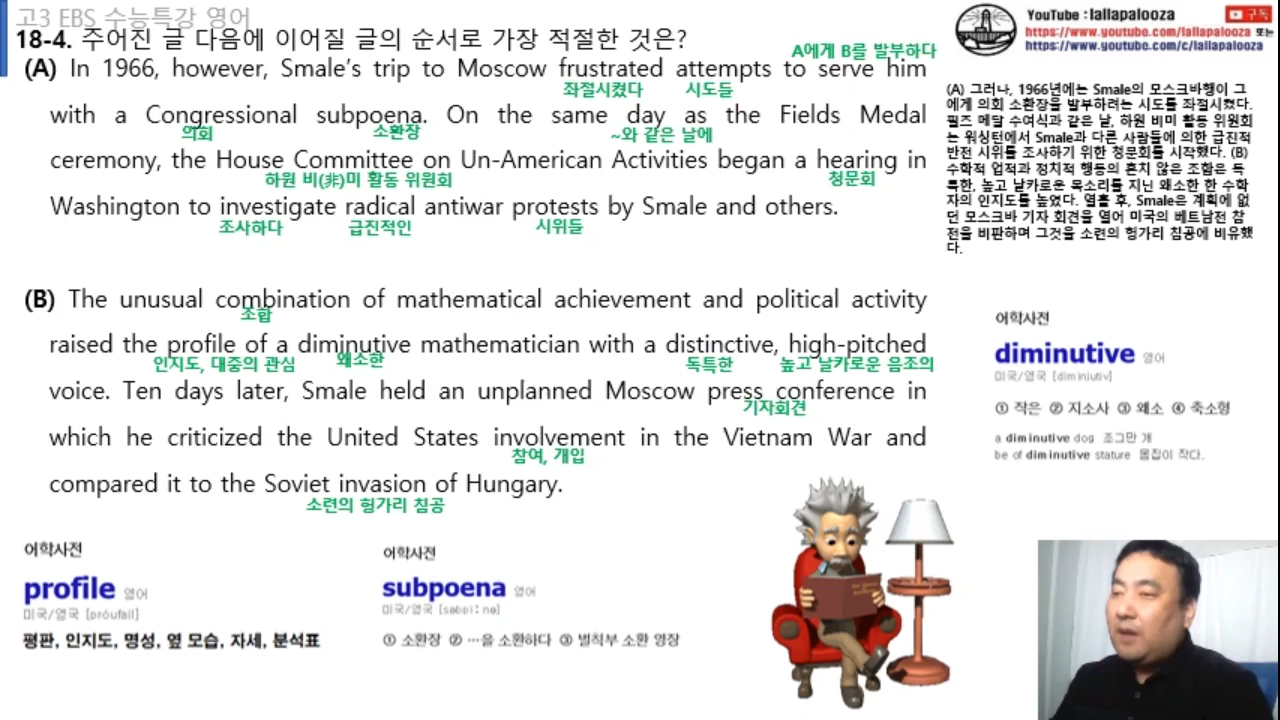 고3 EBS 수능특강 영어
18-4. 주어진 글 다음에 이어질 글의 순서로 가장 적절한 것은?
YouTube : lallapalooza 구독
https://www.youtube.com/lallapalooza 또는
https://www.youtube.com/c/lallapalooza
A에게 B를 발부하다
(A) In 1966, however, Smale's trip to Moscow frustrated attempts to serve him
좌절시켰다 시도들
with a Congressional subpoena. On the same day as the Fields Medal
의회 소환장 ~와 같은 날에
ceremony, the House Committee on Un-American Activities began a hearing in
하원 비(非)미 활동 위원회 청문회
Washington to investigate radical antiwar protests by Smale and others.
조사하다 급진적인 시위들
(B) The unusual combination of mathematical achievement and political activity
조합
raised the profile of a diminutive mathematician with a distinctive, high-pitched
인지도, 대중의 관심 왜소한 독특한 높고 날카로운 음조의
voice. Ten days later, Smale held an unplanned Moscow press conference in
기자회견
which he criticized the United States involvement in the Vietnam War and
참여, 개입
compared it to the Soviet invasion of Hungary.
소련의 헝가리 침공
(A) 그러나, 1966년에는 Smale의 모스크바행이 그
에게 의회 소환장을 발부하려는 시도를 좌절시켰다.
필즈 메달 수여식과 같은 날, 하원 비미 활동 위원회
는 워싱턴에서 Smale과 다른 사람들에 의한 급진적
반전 시위를 조사하기 위한 청문회를 시작했다. (B)
수학적 업적과 정치적 행동의 흔치 않은 조합은 독
특한, 높고 날카로운 목소리를 지닌 왜소한 한 수학
자의 인지도를 높였다. 열흘 후, Smale은 계획에 없
던 모스크바 기자 회견을 열어 미국의 베트남전 참
전을 비판하며 그것을 소련의 헝가리 침공에 비유했
다.
어학사전
diminutive 영어
미국/영국 [dimínjutiv]
① 작은 ② 지소사 ③ 왜소 ④ 축소형
a diminutive dog 조그만 개
be of diminutive stature 몸집이 작다.
어학사전
profile 영어
미국/영국 [próufail]
평판, 인지도, 명성, 옆 모습, 자세, 분석표
어학사전
subpoena 영어
미국/영국 [səbpíːnə]
① 소환장 ② …을 소환하다 ③ 벌칙부 소환 영장